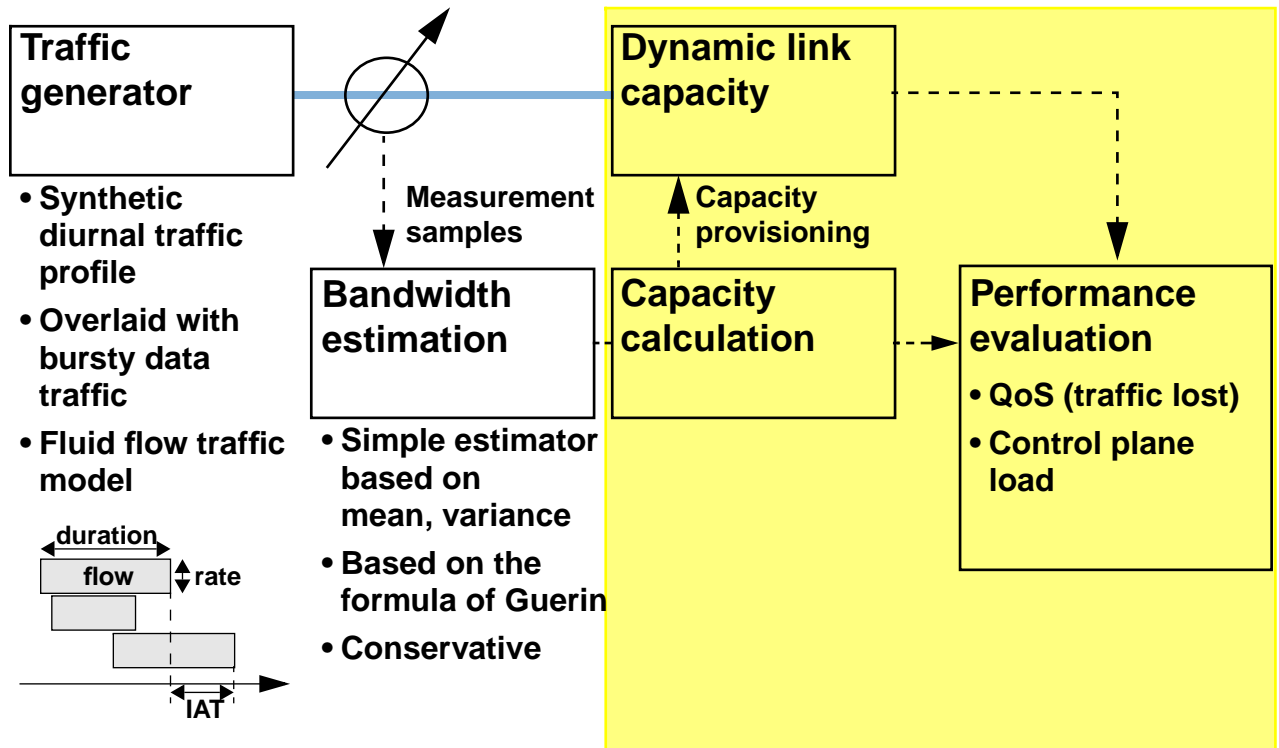 Traffic
generator
• Synthetic
diurnal traffic
profile
• Overlaid with
bursty data
traffic
• Fluid flow traffic
model
duration
flow
rate
IAT
Measurement
samples
Bandwidth
estimation
• Simple estimator
based on
mean, variance
• Based on the
formula of Guerin
• Conservative
Dynamic link
capacity
Capacity
provisioning
Capacity
calculation
Performance
evaluation
• QoS (traffic lost)
• Control plane
load